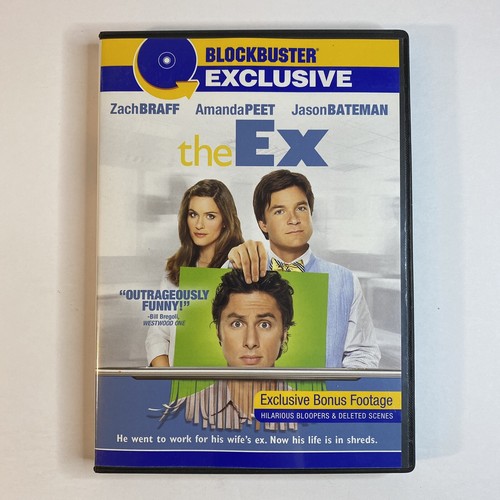 BLOCKBUSTER®
EXCLUSIVE
ZachBRAFF AmandaPEET JasonBATEMAN
the Ex
"OUTRAGEOUSLY
FUNNY!"
-Bill Bregoli,
WESTWOOD ONE
Exclusive Bonus Footage
HILARIOUS BLOOPERS & DELETED SCENES
He went to work for his wife's ex. Now his life is in shreds.